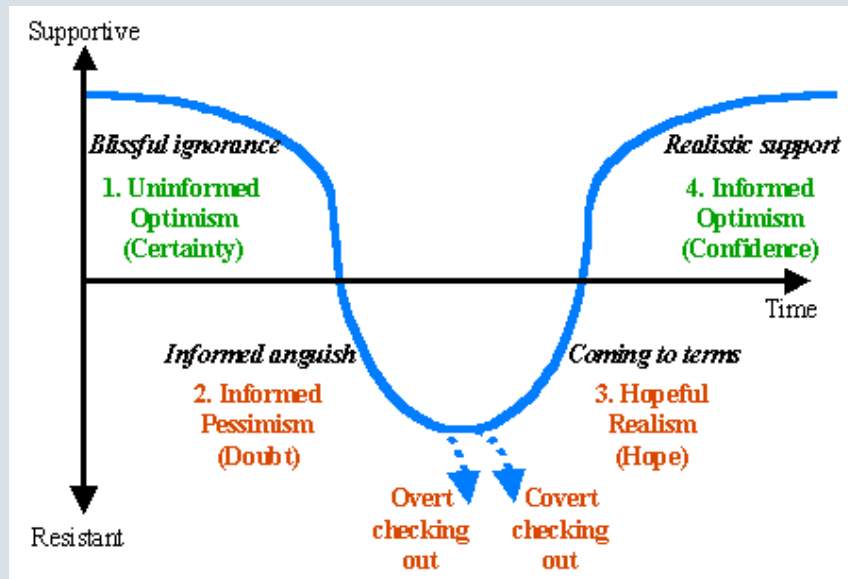 Supportive
Blissful ignorance
1. Uninformed
Optimism
(Certainty)
Realistic support
4. Informed
Optimism
(Confidence)
Time
Informed anguish
2. Informed
Pessimism
(Doubt)
Coming to terms
3. Hopeful
Realism
(Hope)
Overt
checking
out
Covert
checking
out
Resistant